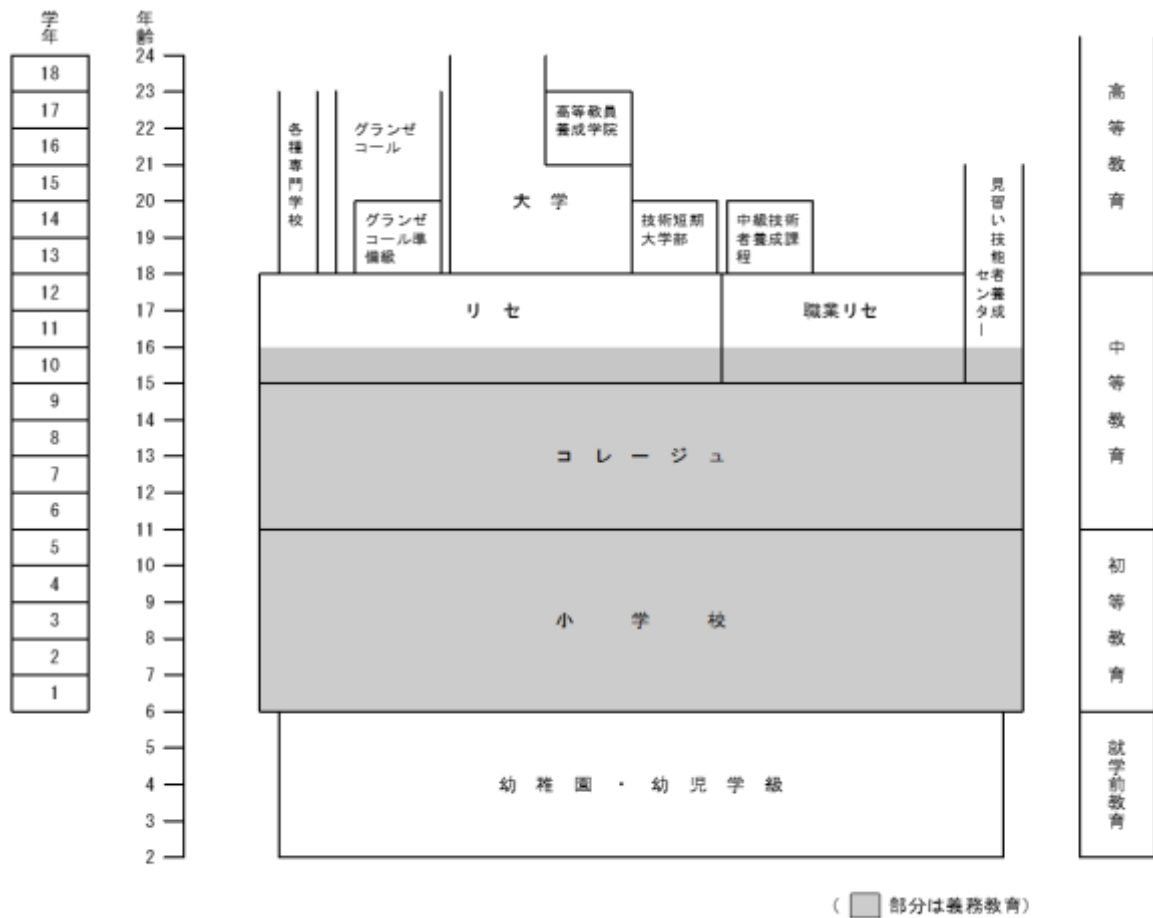 学年
年齢
18
17
16
15
14
13
12
11
10
9
8
7
6
5
4
3
2
1
24
23
22
21
20
19
18
17
16
15
14
13
12
11
10
9
8
7
6
5
4
3
2
各種専門学校
グランゼ
コール
グランゼ
コール準
備級
大学
高等教員
養成学院
技術短期
大学部
中級技術
者養成課
程
見習い技能者養成
センター
リセ
職業リセ
コレージュ
小学校
幼稚園・幼児学級
高等教育
中等教育
初等教育
就学前教育
( 部分は義務教育)